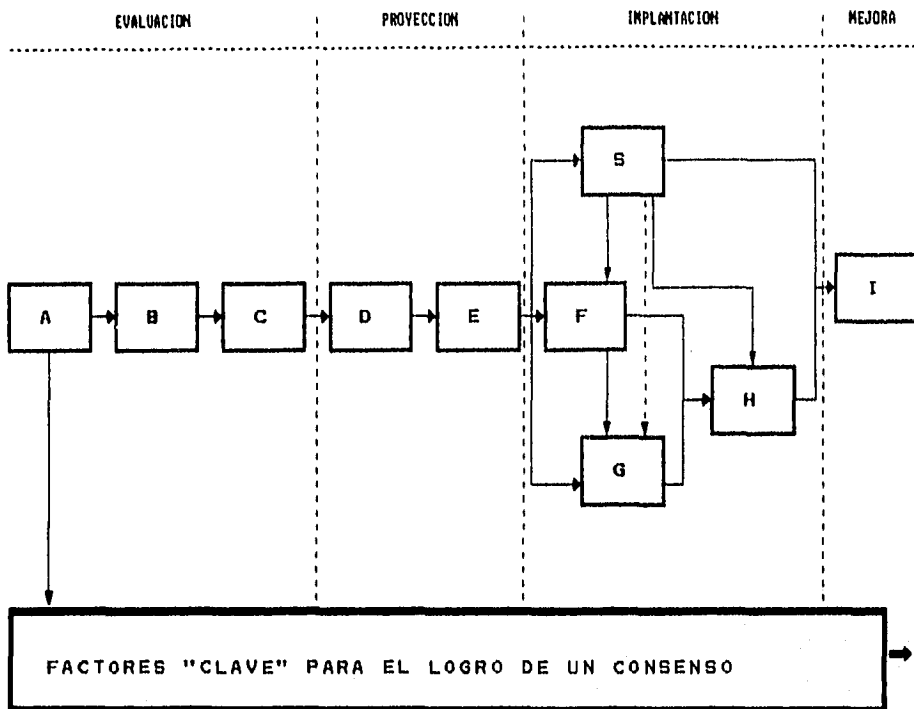 EVALUACION PROYECCION IMPLANTACION MEJORA
S
A B C D E F I
H
G
FACTORES "CLAVE" PARA EL LOGRO DE UN CONSENSO